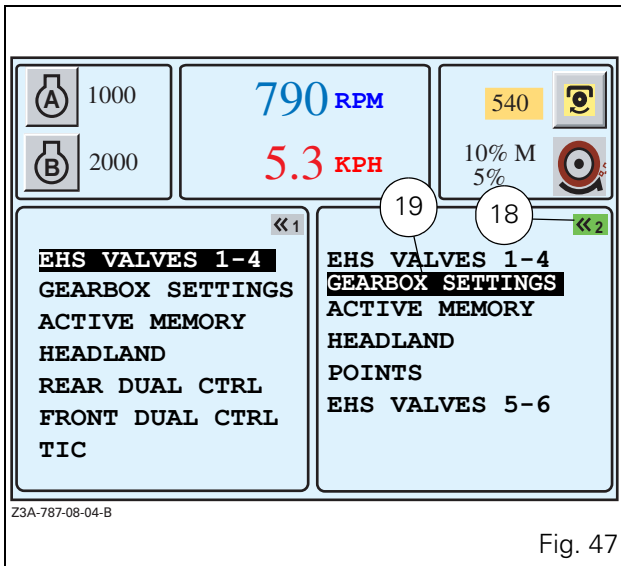 A 1000
790 RPM
540
B 2000
5.3 KPH
10% M
5%
19
18
«1
EHS VALVES 1-4
GEARBOX SETTINGS
ACTIVE MEMORY
HEADLAND
REAR DUAL CTRL
FRONT DUAL CTRL
TIC
«2
EHS VALVES 1-4
GEARBOX SETTINGS
ACTIVE MEMORY
HEADLAND
POINTS
EHS VALVES 5-6
Z3A-787-08-04-B
Fig. 47